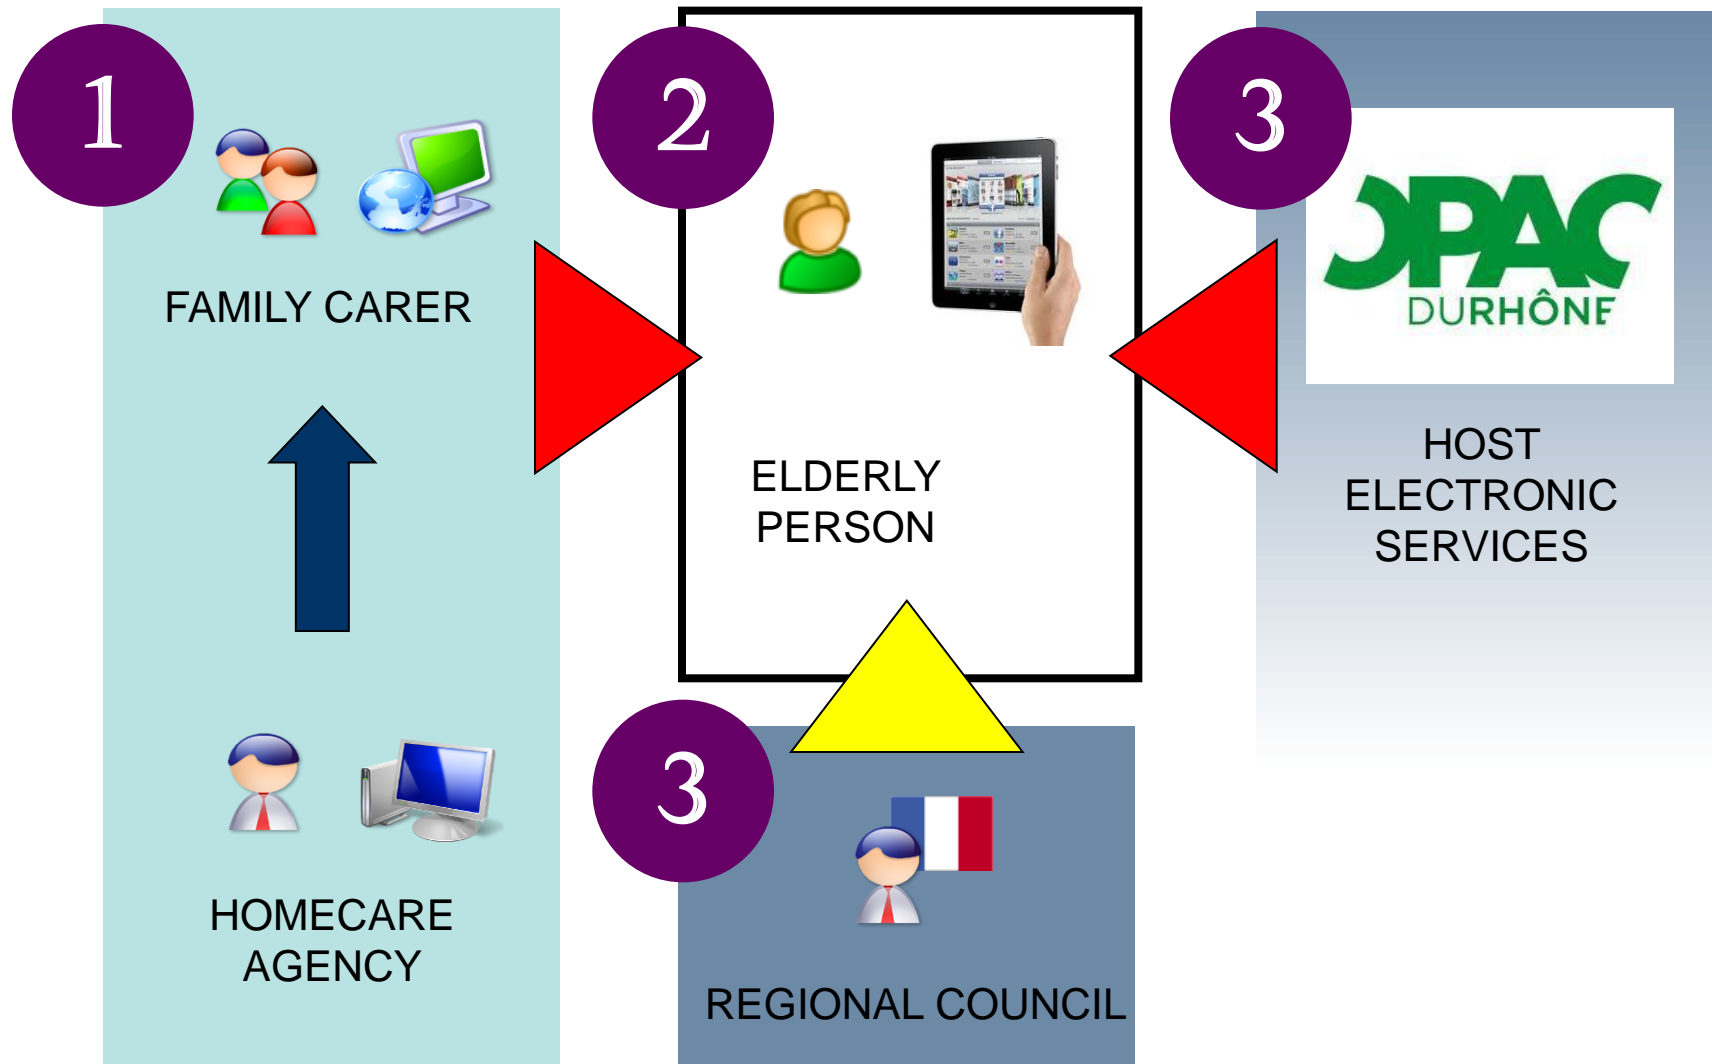 1
FAMILY CARER
HOMECARE
AGENCY
2
ELDERLY
PERSON
3
OPAC
DURHÔNE
HOST
ELECTRONIC
SERVICES
3
REGIONAL COUNCIL